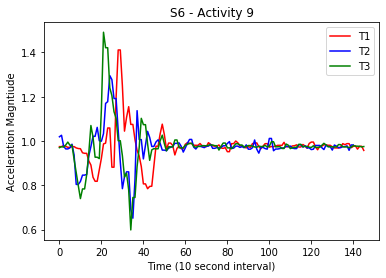 S6 - Activity 9
T1
T2
T3
1.4
1.2
1.0
0.8
0.6
Acceleration Magntiude
0 20 40 60 80 100 120 140
Time (10 second interval)